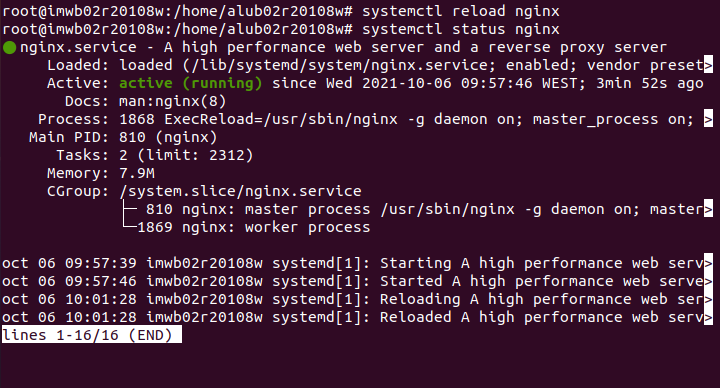 root@imwb02r20108w:/home/alub02r20108w# systemctl reload nginx
root@imwb02r20108w:/home/alub02r20108w# systemctl status nginx
● nginx.service - A high performance web server and a reverse proxy server
     Loaded: loaded (/lib/systemd/system/nginx.service; enabled; vendor preset>
     Active: active (running) since Wed 2021-10-06 09:57:46 WEST; 3min 52s ago
       Docs: man:nginx(8)
    Process: 1868 ExecReload=/usr/sbin/nginx -g daemon on; master_process on; >
   Main PID: 810 (nginx)
      Tasks: 2 (limit: 2312)
     Memory: 7.9M
     CGroup: /system.slice/nginx.service
             ├─ 810 nginx: master process /usr/sbin/nginx -g daemon on; master>
             └─1869 nginx: worker process
oct 06 09:57:39 imwb02r20108w systemd[1]: Starting A high performance web serv>
oct 06 09:57:46 imwb02r20108w systemd[1]: Started A high performance web serve>
oct 06 10:01:28 imwb02r20108w systemd[1]: Reloading A high performance web ser>
oct 06 10:01:28 imwb02r20108w systemd[1]: Reloaded A high performance web serv>
lines 1-16/16 (END)